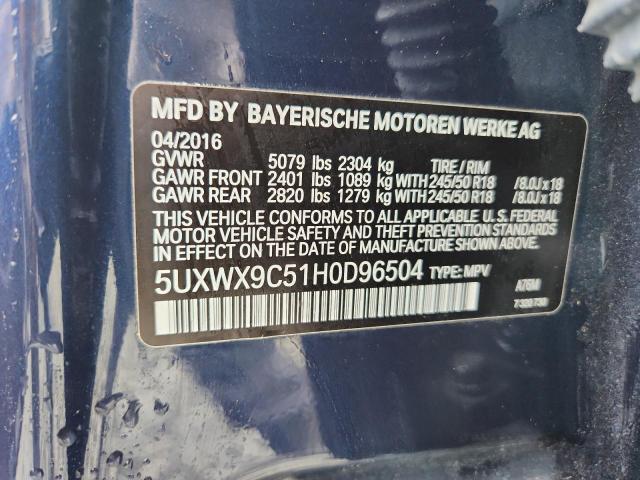 MFD BY BAYERISCHE MOTOREN WERKE AG
04/2016
GVWR 5079 lbs 2304 kg TIRE / RIM
GAWR FRONT 2401 lbs 1089 kg WITH 245/50 R18 / 8.0J x 18
GAWR REAR 2820 lbs 1279 kg WITH 245/50 R18 / 8.0J x 18
THIS VEHICLE CONFORMS TO ALL APPLICABLE U. S. FEDERAL
MOTOR VEHICLE SAFETY AND THEFT PREVENTION STANDARDS
IN EFFECT ON THE DATE OF MANUFACTURE SHOWN ABOVE.
5UXWX9C51H0D96504 TYPE: MPV A76M